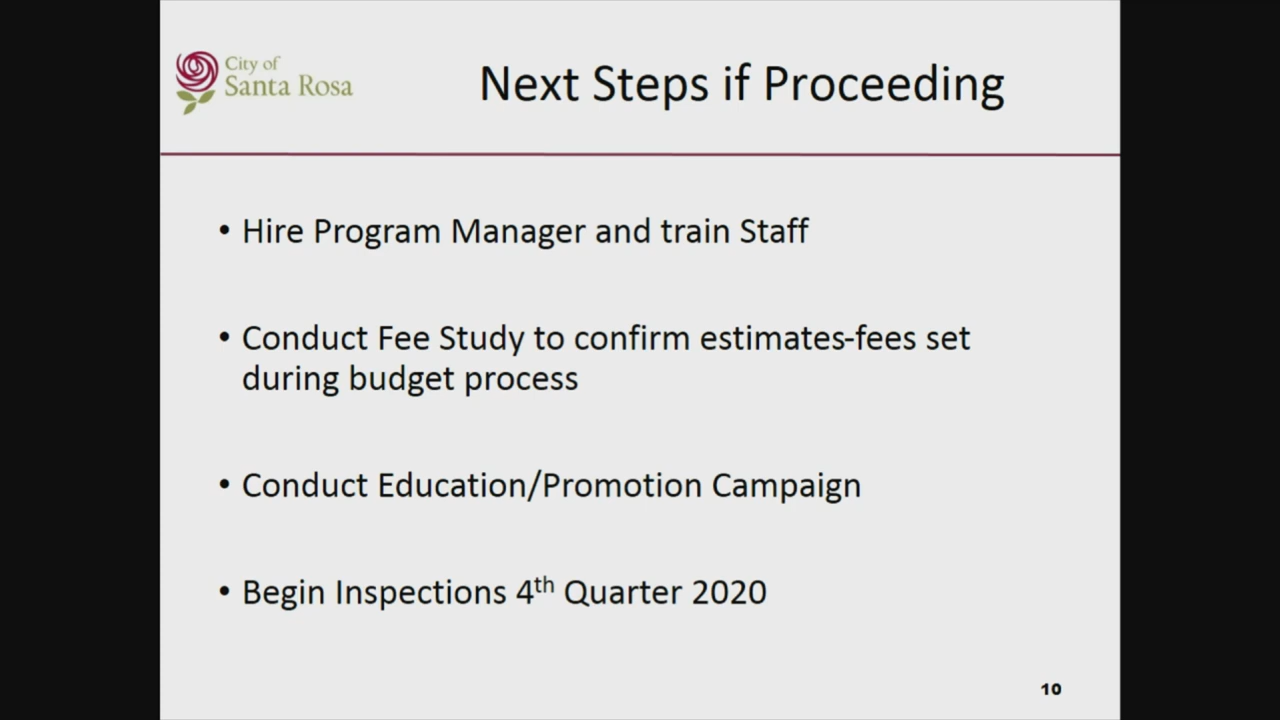 City of
Santa Rosa
Next Steps if Proceeding
• Hire Program Manager and train Staff
• Conduct Fee Study to confirm estimates-fees set
during budget process
• Conduct Education/Promotion Campaign
• Begin Inspections 4th Quarter 2020
10